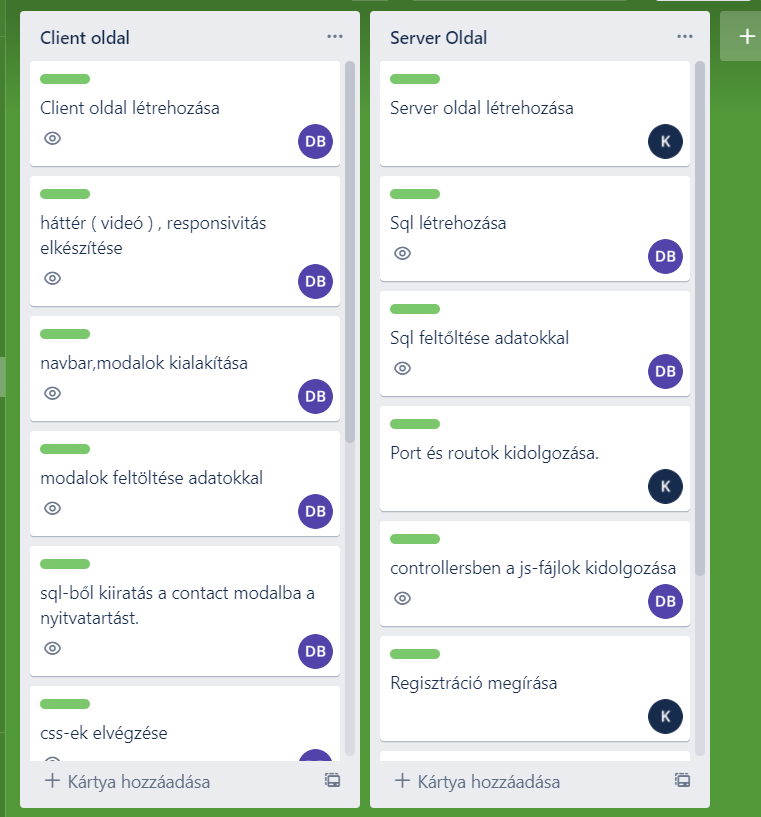 Client oldal
Client oldal létrehozása
DB
háttér ( videó ) , responsivitás
elkészítése
DB
navbar,modalok kialakítása
DB
modalok feltöltése adatokkal
DB
sql-ből kiiratás a contact modalba a
nyitvatartást.
DB
css-ek elvégzése
DB
+ Kártya hozzáadása
Server Oldal
Server oldal létrehozása
K
Sql létrehozása
DB
Sql feltőltése adatokkal
DB
Port és routok kidolgozása.
K
controllersben a js-fájlok kidolgozása
DB
Regisztráció megírása
K
+ Kártya hozzáadása